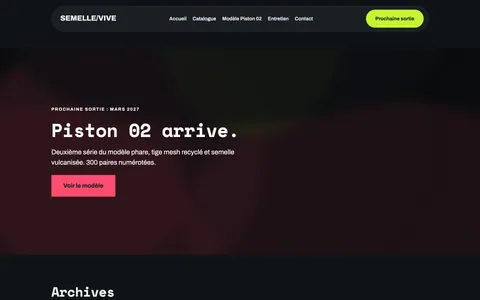 SEMELLE/VIVE
Accueil
Catalogue
Modèle Piston 02
Entretien
Contact
Prochaine sortie
PROCHAINE SORTIE : MARS 2027
Piston 02 arrive.
Deuxième série du modèle phare, tige mesh recyclé et semelle
vulcanisée. 300 paires numérotées.
Voir le modèle
Archives